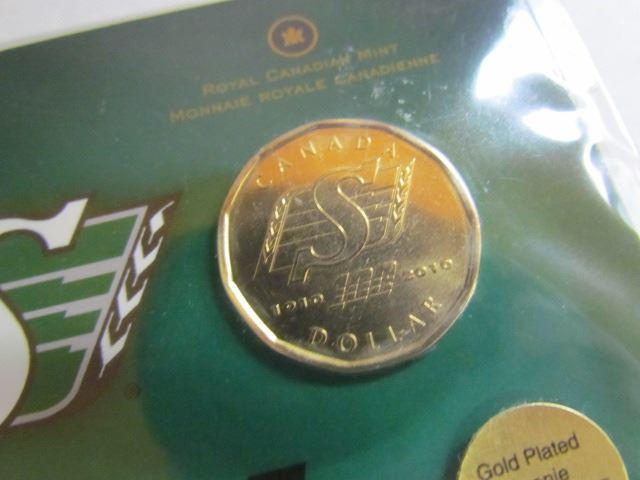 ROYAL CANADIAN MINT
MONNAIE ROYALE CANADIENNE
CANADA
S
1910 2010
DOLLAR
S
®
Gold Plated